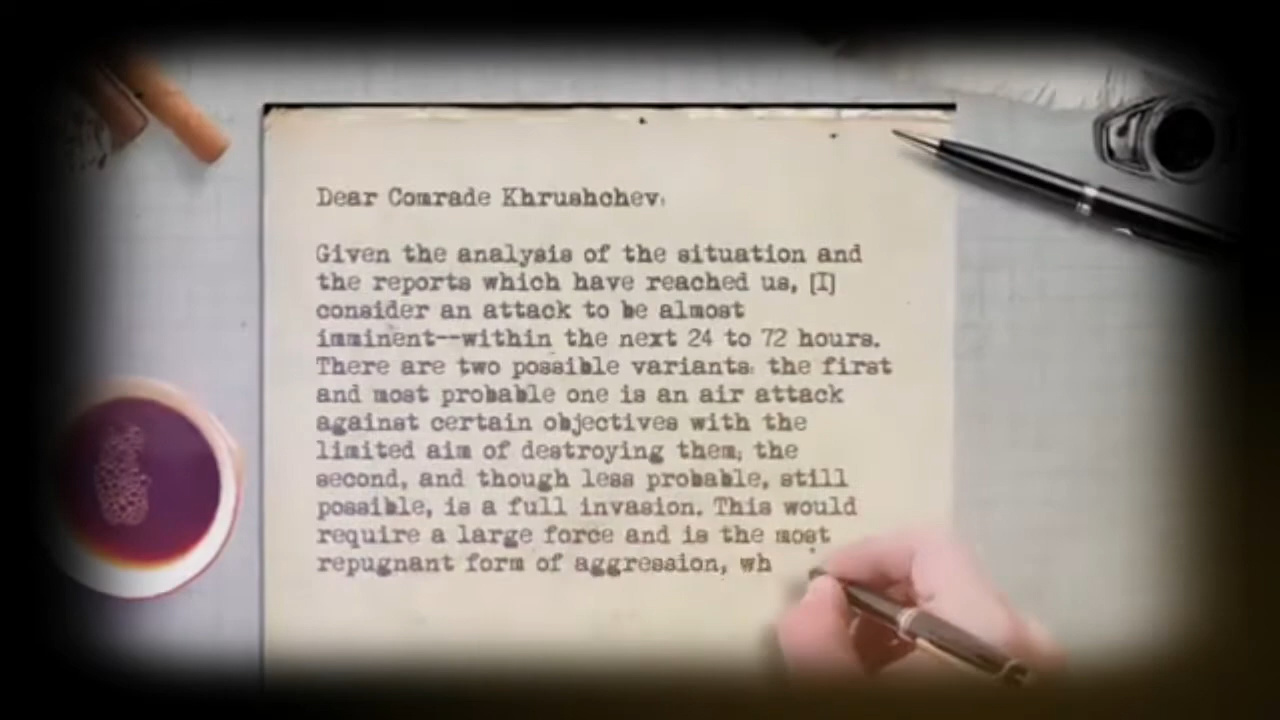 Dear Comrade Khrushchev:
Given the analysis of the situation and
the reports which have reached us, [I]
consider an attack to be almost
imminent--within the next 24 to 72 hours.
There are two possible variants: the first
and most probable one is an air attack
against certain objectives with the
limited aim of destroying them; the
second, and though less probable, still
possible, is a full invasion. This would
require a large force and is the most
repugnant form of aggression, wh